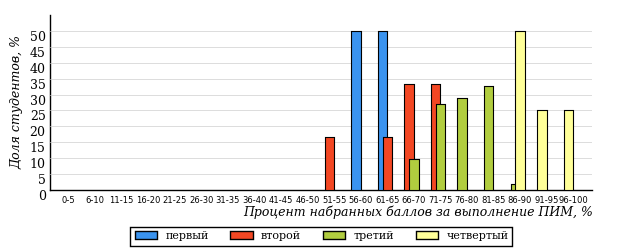 Доля студентов, %
50
45
40
35
30
25
20
15
10
5
0
0-5 6-10 11-15 16-20 21-25 26-30 31-35 36-40 41-45 46-50 51-55 56-60 61-65 66-70 71-75 76-80 81-85 86-90 91-95 96-100
Процент набранных баллов за выполнение ПИМ, %
первый второй третий четвертый